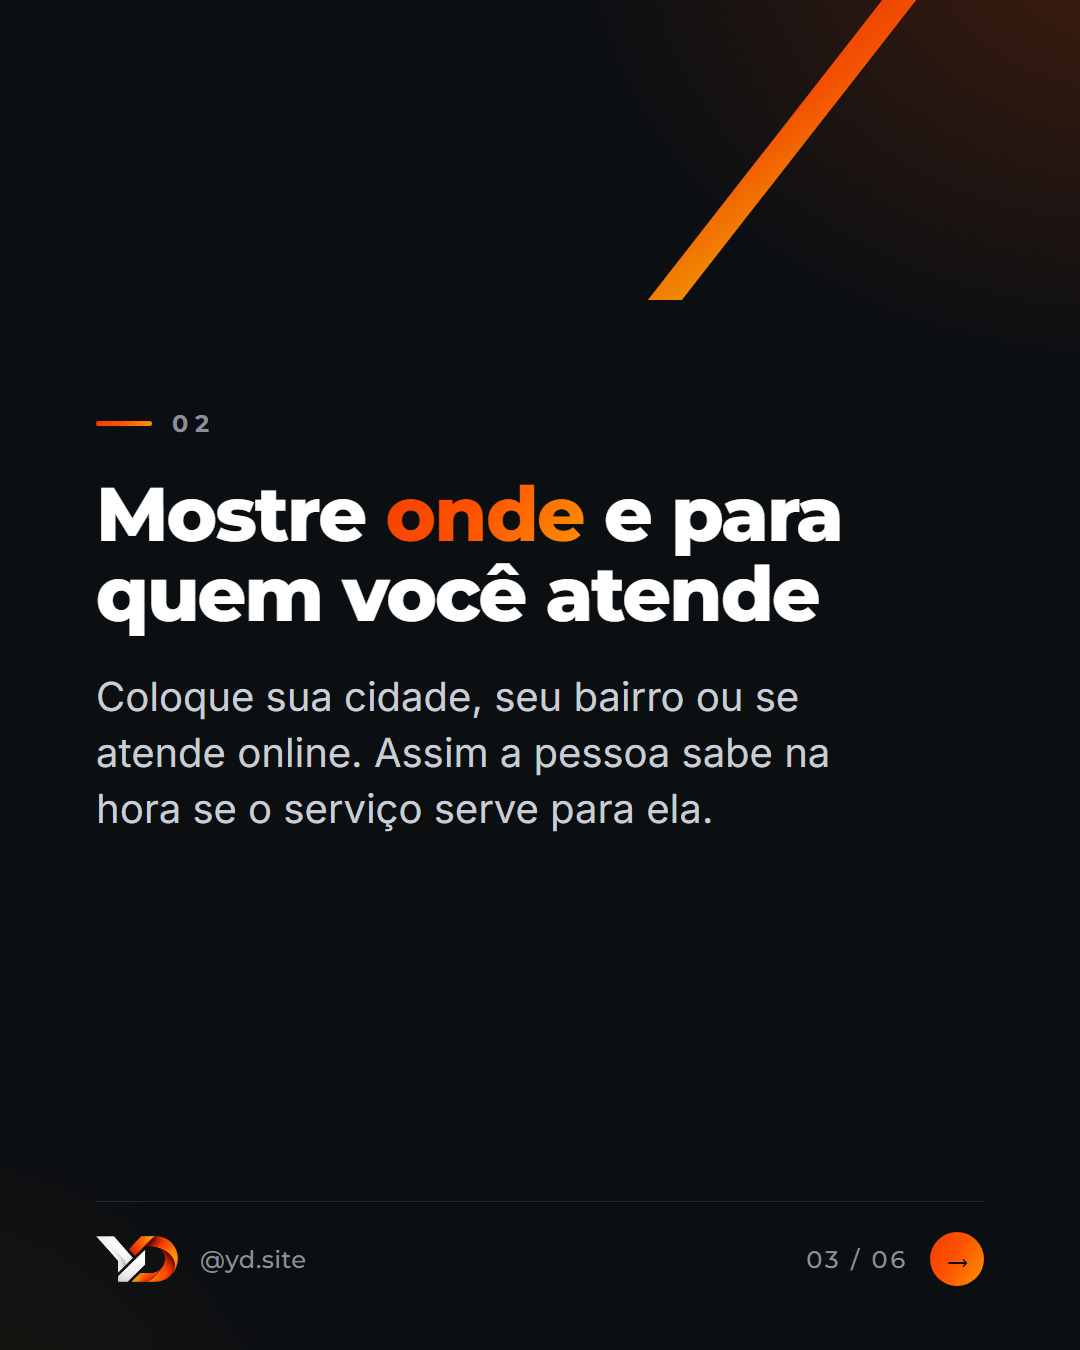 02
Mostre onde e para
quem você atende
Coloque sua cidade, seu bairro ou se
atende online. Assim a pessoa sabe na
hora se o serviço serve para ela.
YD @yd.site 03 / 06 →